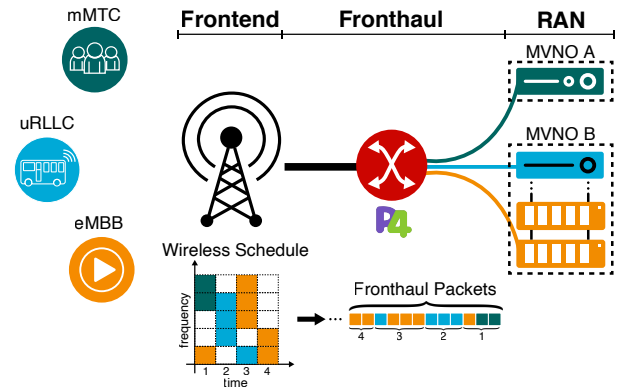 mMTC
Frontend
Fronthaul
RAN
MVNO A
uRLLC
MVNO B
eMBB
P4
Wireless Schedule
frequency
1 2 3 4
time
Fronthaul Packets
...
4 3 2 1